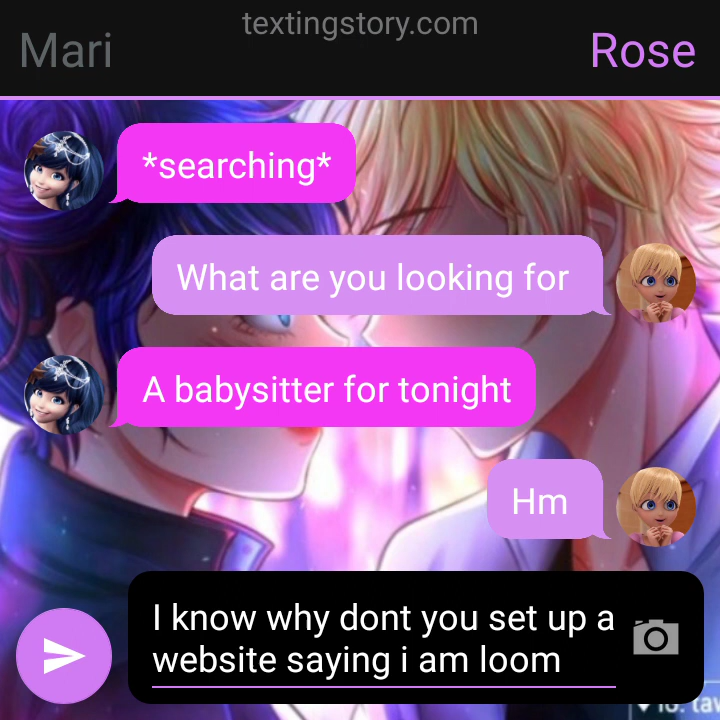 textingstory.com
Mari
Rose
*searching*
What are you looking for
A babysitter for tonight
Hm
I know why dont you set up a
website saying i am loom